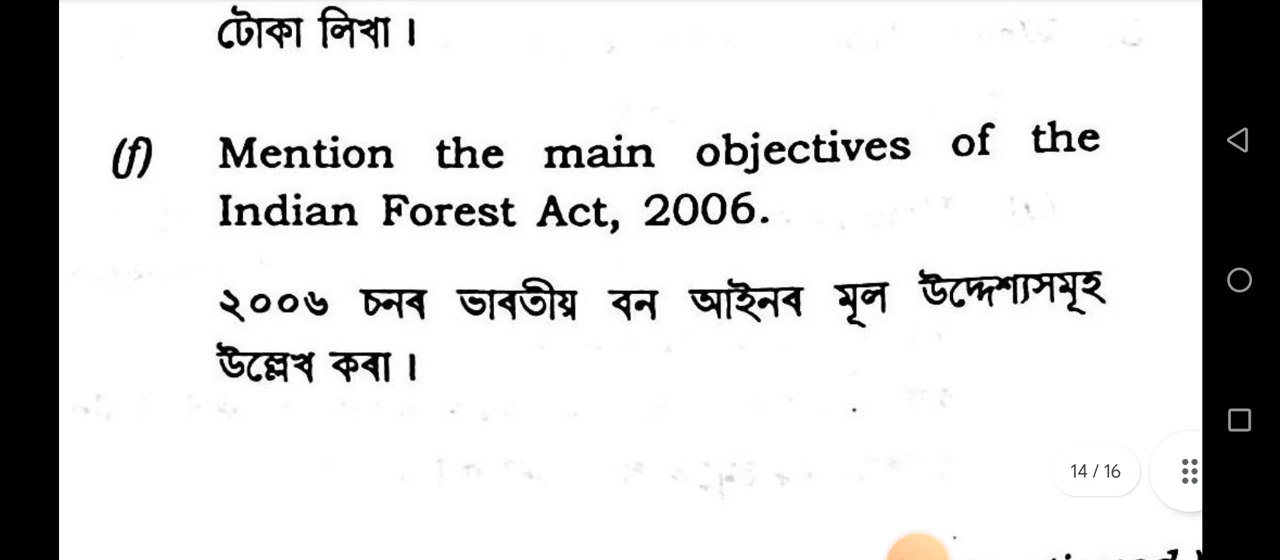 টোকা লিখা ।
(f) Mention the main objectives of the
Indian Forest Act, 2006.
২০০৬ চনৰ ভাৰতীয় বন আইনৰ মূল উদ্দেশ্যসমূহ
উল্লেখ কৰা ।
14 / 16